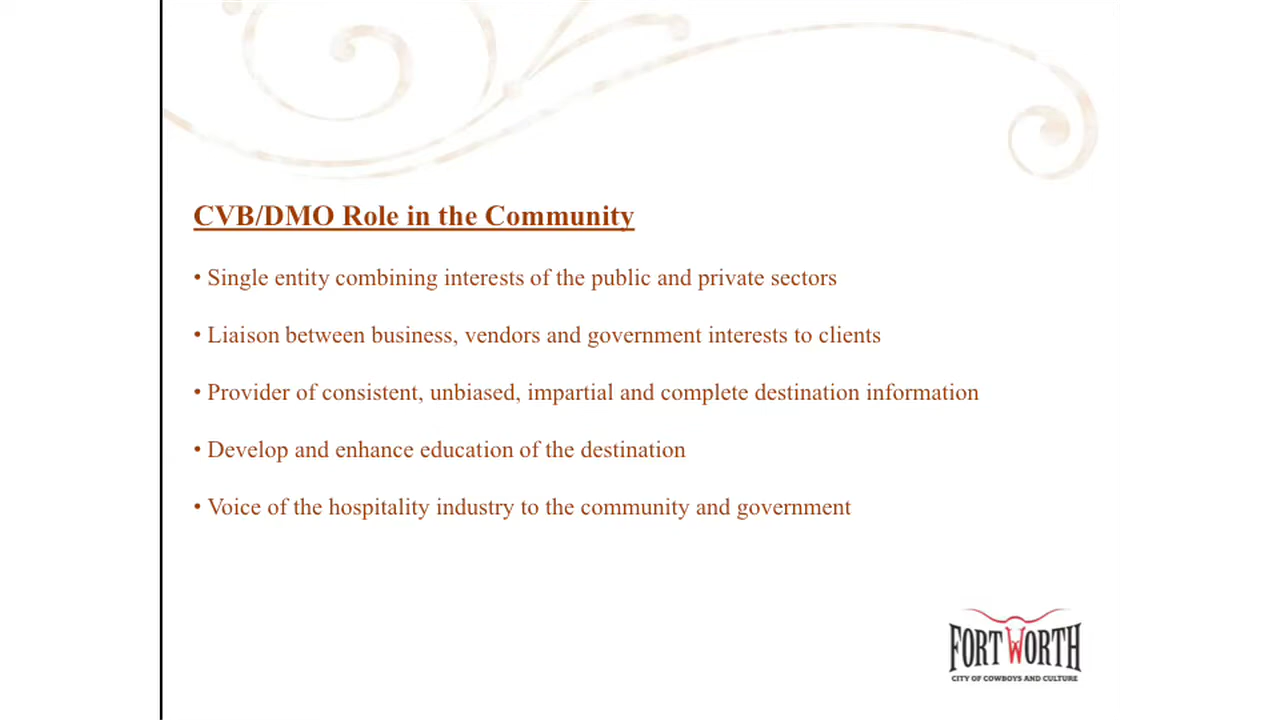 CVB/DMO Role in the Community
• Single entity combining interests of the public and private sectors
• Liaison between business, vendors and government interests to clients
• Provider of consistent, unbiased, impartial and complete destination information
• Develop and enhance education of the destination
• Voice of the hospitality industry to the community and government
FORT WORTH
CITY OF COWBOYS AND CULTURE